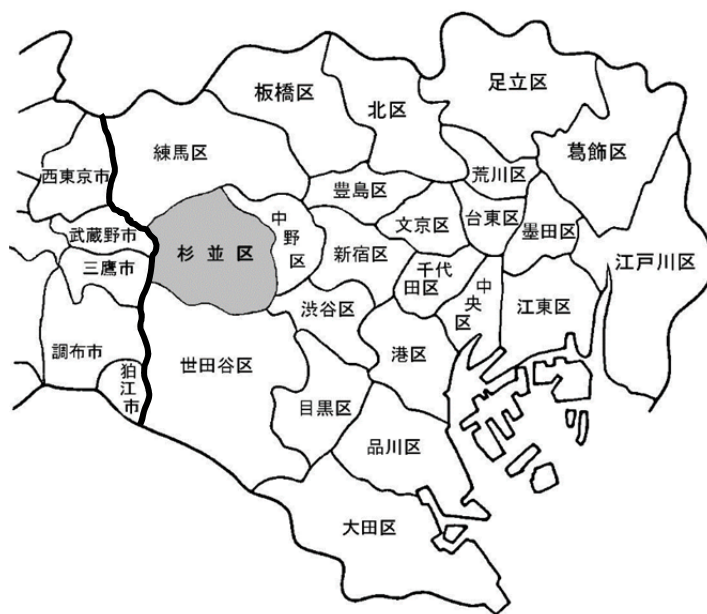 足立区
板橋区
北区
練馬区
葛飾区
西東京市
荒川区
豊島区
文京区
台東区
墨田区
中野区
武蔵野市
杉並区
新宿区
三鷹市
千代
田区
江戸川区
中央区
渋谷区
江東区
調布市
世田谷区
港区
狛江市
目黒区
品川区
大田区